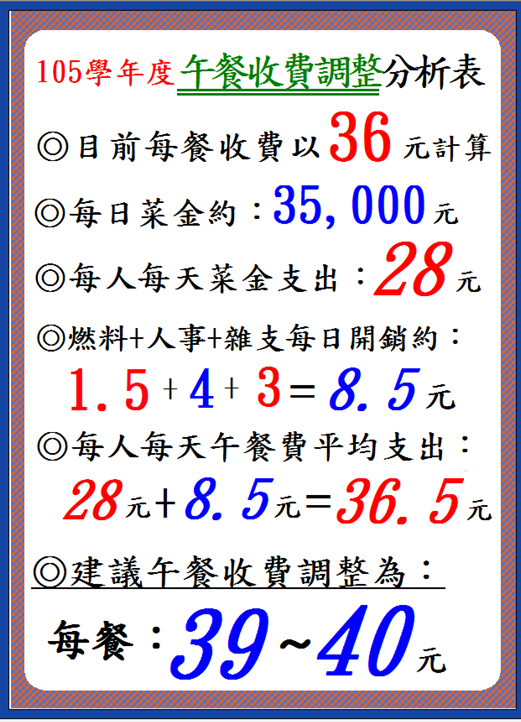 105學年度午餐收費調整分析表
◎目前每餐收費以36元計算
◎每日菜金約：35,000元
◎每人每天菜金支出：28元
◎燃料+人事+雜支每日開銷約：
1.5+4+3=8.5元
◎每人每天午餐費平均支出：
28元+8.5元=36.5元
◎建議午餐收費調整為：
每餐：39~40元